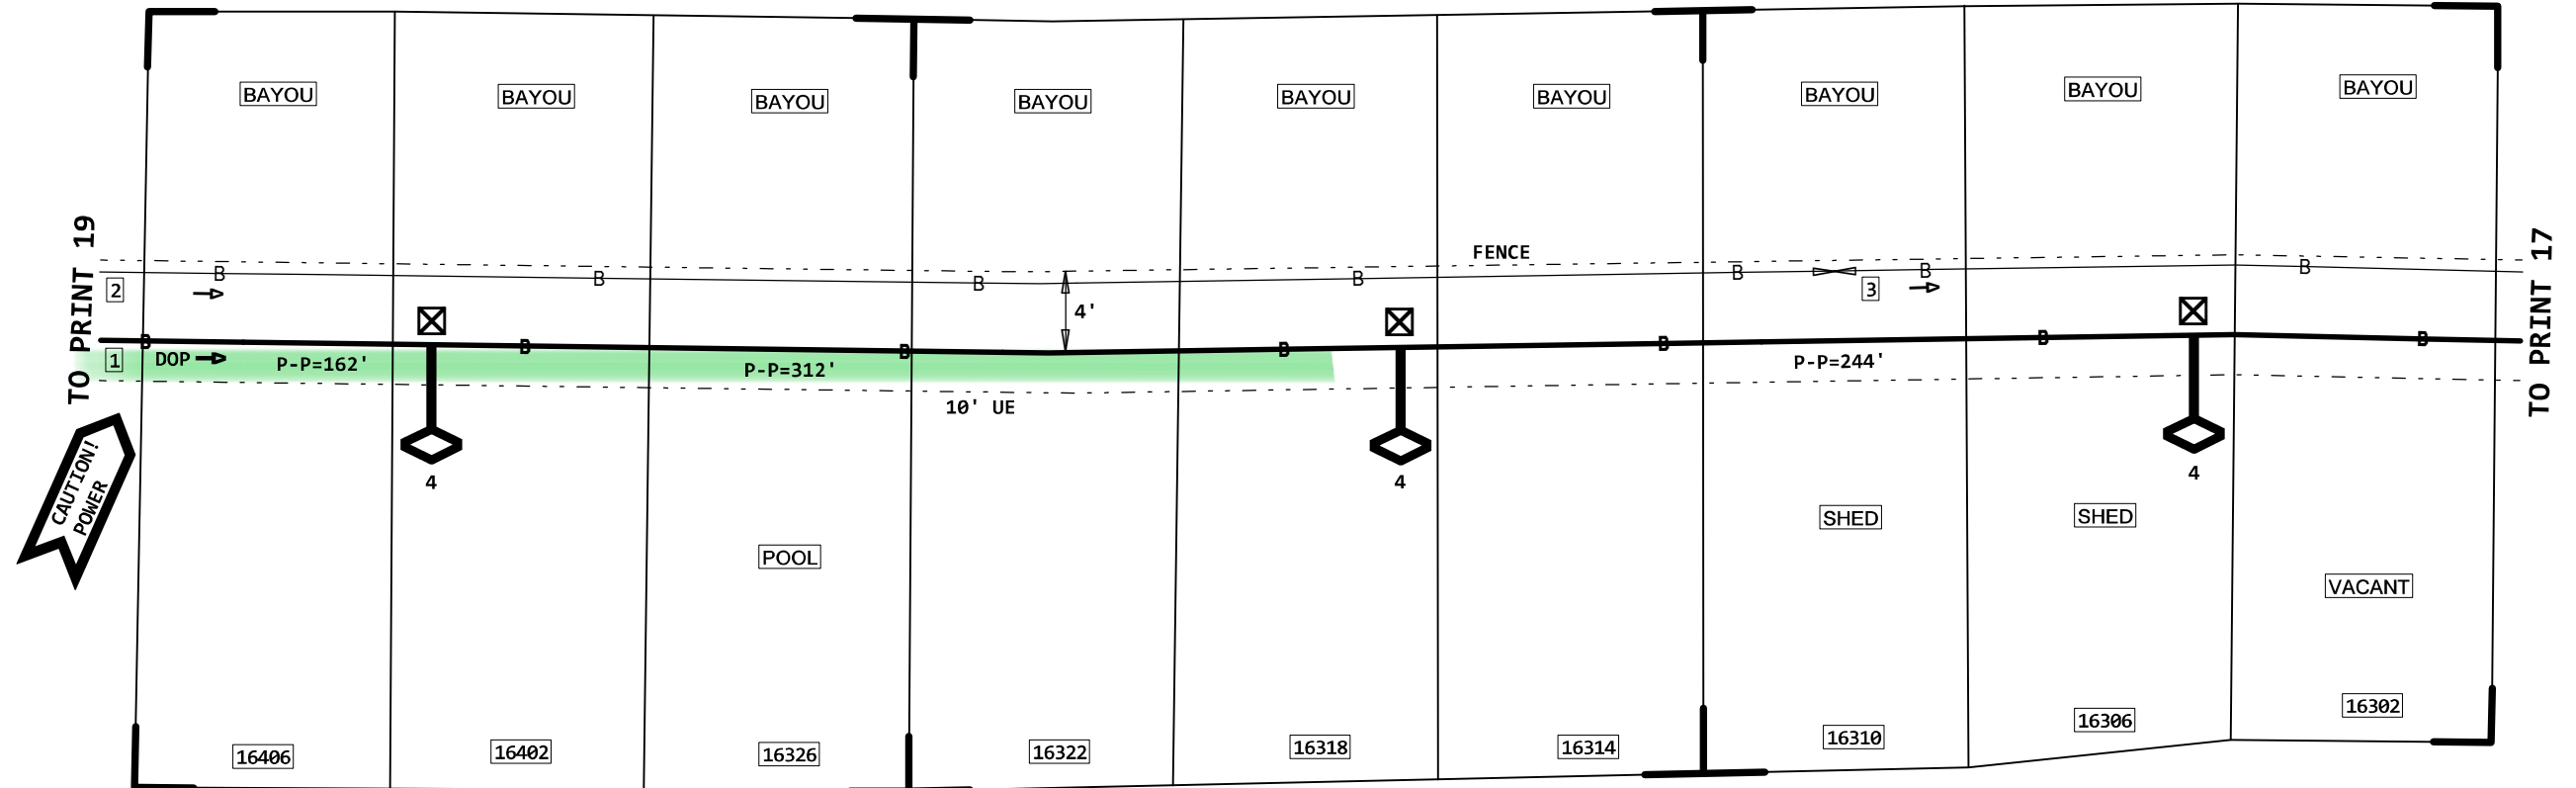 BAYOU
BAYOU
BAYOU
BAYOU
BAYOU
BAYOU
BAYOU
BAYOU
BAYOU
TO PRINT 19
TO PRINT 17
FENCE
B
B
B
B
B
B
B
2
3
4'
B
B
B
B
B
B
B
1
DOP
P-P=162'
P-P=312'
P-P=244'
10' UE
4
4
4
CAUTION!
POWER
SHED
SHED
POOL
VACANT
16406
16402
16326
16322
16318
16314
16310
16306
16302